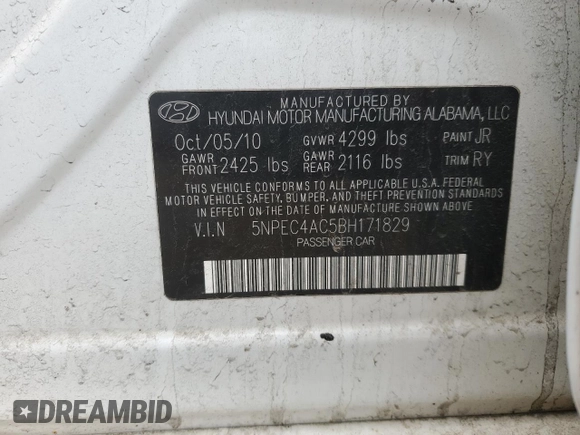 MANUFACTURED BY
HYUNDAI MOTOR MANUFACTURING ALABAMA, LLC
Oct/05/10 GVWR 4299 lbs PAINT JR
GAWR FRONT 2425 lbs GAWR REAR 2116 lbs TRIM RY
THIS VEHICLE CONFORMS TO ALL APPLICABLE U.S.A. FEDERAL
MOTOR VEHICLE SAFETY, BUMPER, AND THEFT PREVENTION STANDARDS
IN EFFECT ON THE DATE OF MANUFACTURE SHOWN ABOVE.
V.I.N 5NPEC4AC5BH171829
PASSENGER CAR
DREAMBID